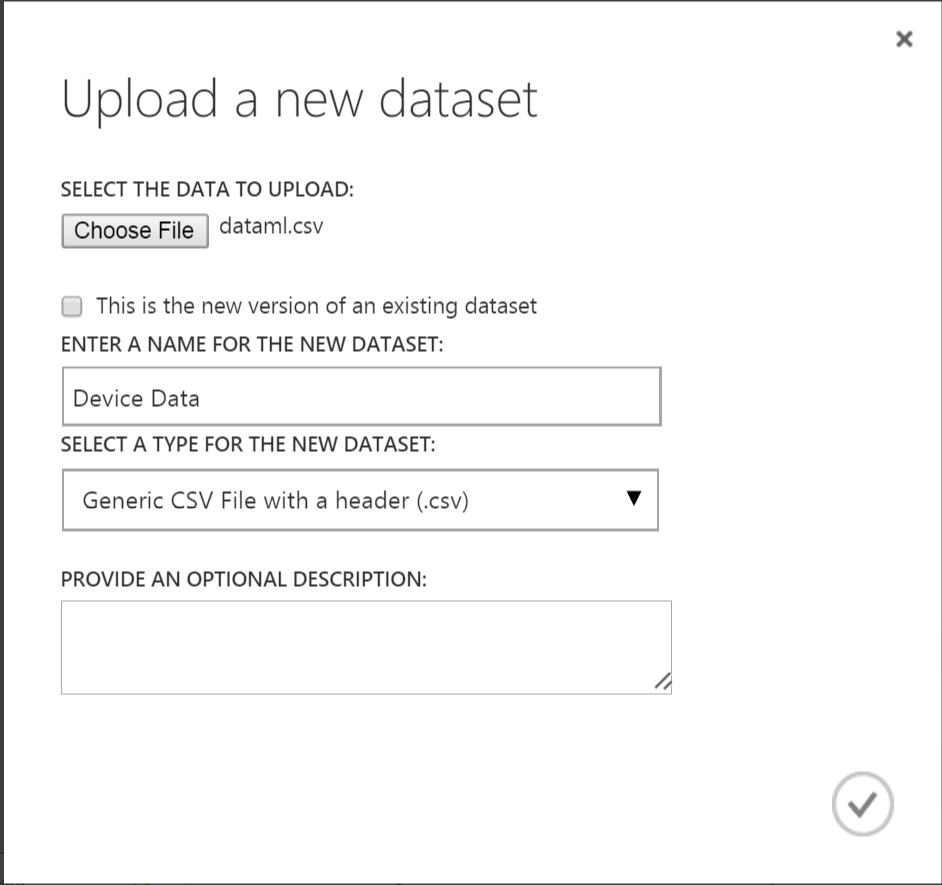 Upload a new dataset
SELECT THE DATA TO UPLOAD:
Choose File dataml.csv
This is the new version of an existing dataset
ENTER A NAME FOR THE NEW DATASET:
Device Data
SELECT A TYPE FOR THE NEW DATASET:
Generic CSV File with a header (.csv)
PROVIDE AN OPTIONAL DESCRIPTION: